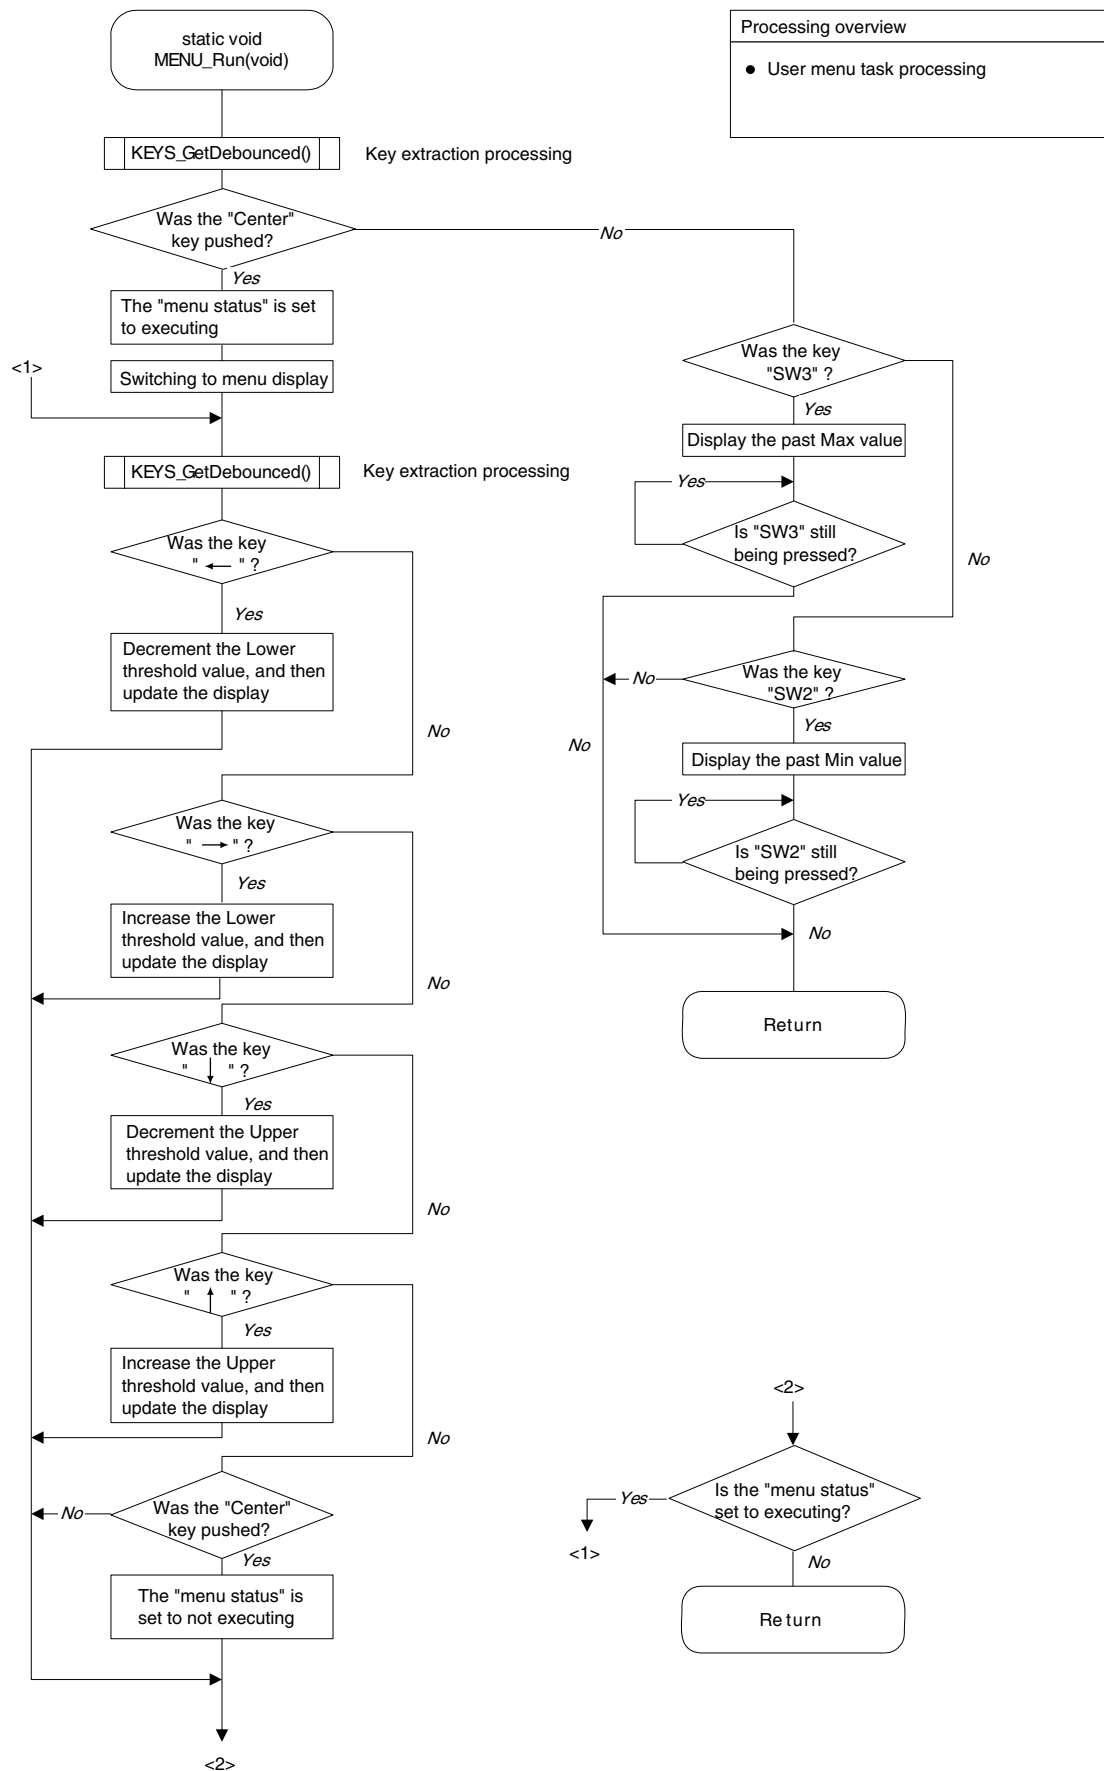 static void
MENU_Run(void)
Processing overview
● User menu task processing
KEYS_GetDebounced()
Key extraction processing
Was the "Center"
key pushed?
No
Yes
The "menu status" is set
to executing
<1>
Switching to menu display
KEYS_GetDebounced()
Key extraction processing
Was the key
" ← " ?
Yes
Decrement the Lower
threshold value, and then
update the display
No
Was the key
" → " ?
Yes
Increase the Lower
threshold value, and then
update the display
No
Was the key
" ↓ " ?
Yes
Decrement the Upper
threshold value, and then
update the display
No
Was the key
" ↑ " ?
Yes
Increase the Upper
threshold value, and then
update the display
No
Was the "Center"
key pushed?
No
Yes
The "menu status" is
set to not executing
<2>
Was the key
"SW3" ?
Yes
Display the past Max value
Yes
Is "SW3" still
being pressed?
No
Was the key
"SW2" ?
No
Yes
No
Display the past Min value
Yes
Is "SW2" still
being pressed?
No
Return
<2>
Is the "menu status"
set to executing?
Yes
<1>
No
Return